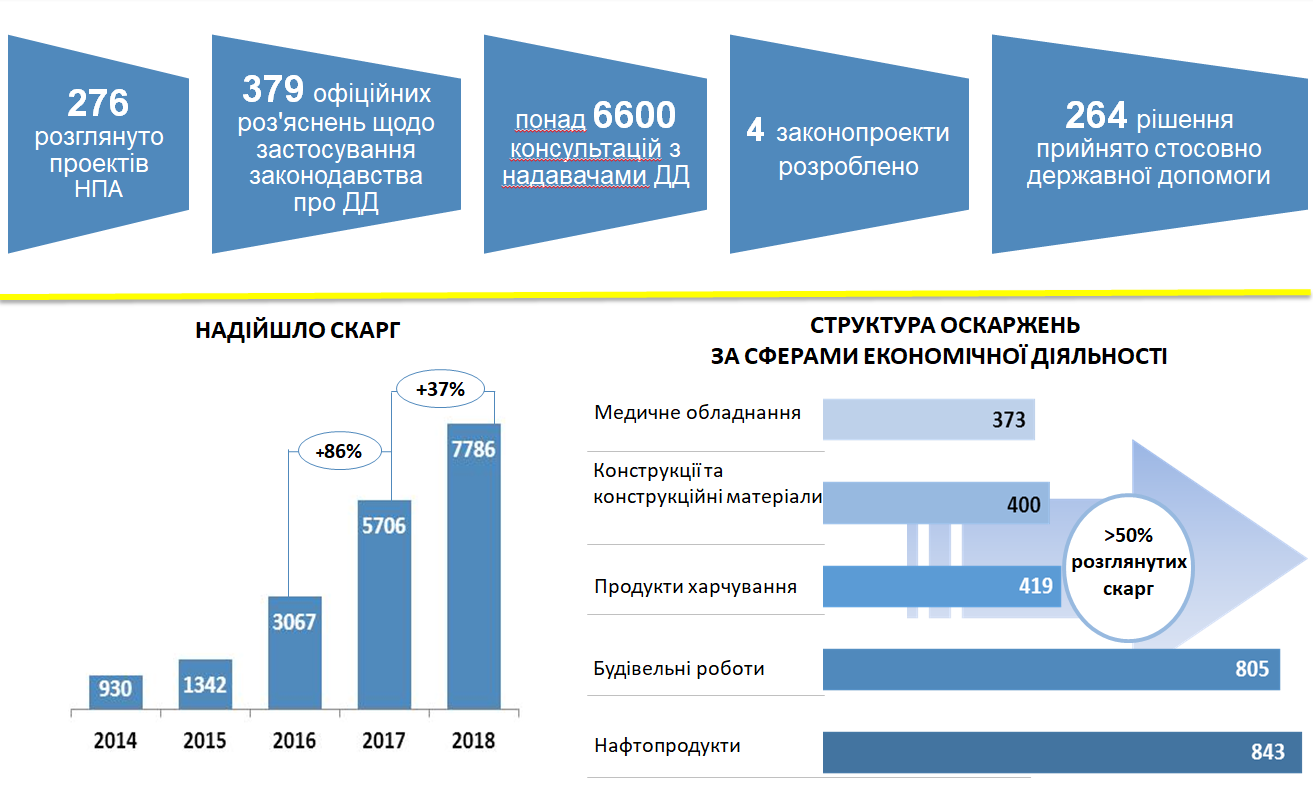 276
розглянуто
проектів
НПА
379 офіційних
роз'яснень щодо
застосування
законодавства
про ДД
понад 6600
консультацій з
надавачами ДД
4 законопроекти
розроблено
264 рішення
прийнято стосовно
державної допомоги
НАДІЙШЛО СКАРГ
+37%
+86%
7786
5706
3067
1342
930
2014 2015 2016 2017 2018
СТРУКТУРА ОСКАРЖЕНЬ
ЗА СФЕРАМИ ЕКОНОМІЧНОЇ ДІЯЛЬНОСТІ
Медичне обладнання 373
Конструкції та
конструкційні матеріали 400
>50%
розглянутих
скарг
Продукти харчування 419
Будівельні роботи 805
Нафтопродукти 843